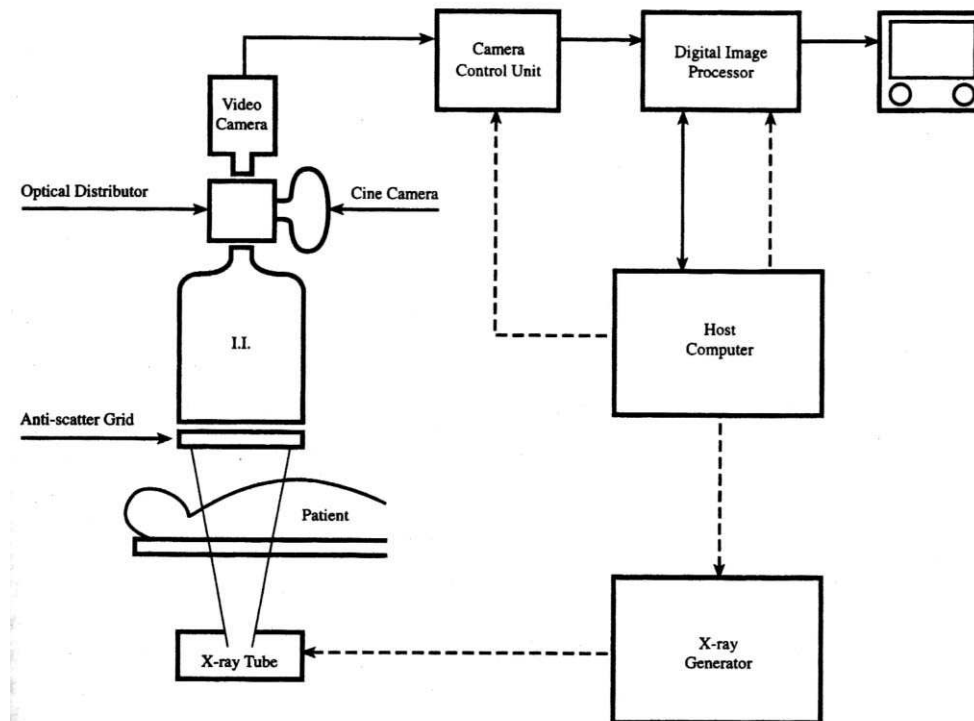 Camera
Control Unit
Digital Image
Processor
Video
Camera
Optical Distributor
Cine Camera
I.I.
Host
Computer
Anti-scatter Grid
Patient
X-ray Tube
X-ray
Generator